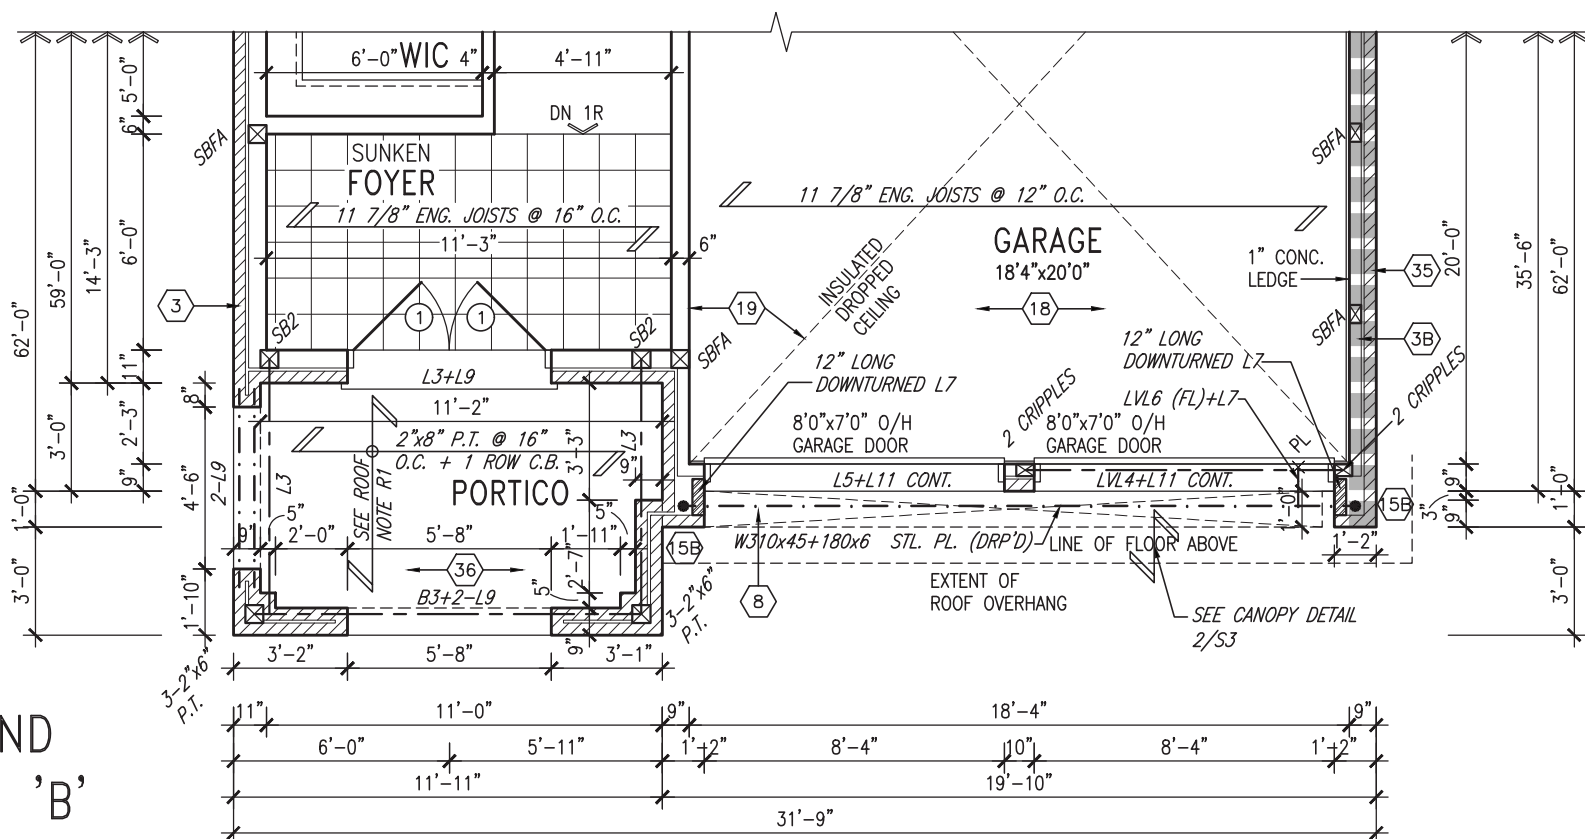 6'-0"
WIC
4"
4'-11"
DN 1R
SBFA
SUNKEN
FOYER
11 7/8" ENG. JOISTS @ 16" O.C.
11'-3"
6"
11 7/8" ENG. JOISTS @ 12" O.C.
GARAGE
18'4"x20'0"
INSULATED
DROPPED
CEILING
1" CONC.
LEDGE
SBFA
SBFA
35
3B
3
1
1
19
18
SB2
SB2
SBFA
12" LONG
DOWNTURNED L7
12" LONG
DOWNTURNED L7
LVL6 (FL)+L7
2 CRIPPLES
2 CRIPPLES
8'0"x7'0" O/H
GARAGE DOOR
8'0"x7'0" O/H
GARAGE DOOR
PL
L3+L9
11'-2"
2"x8" P.T. @ 16"
O.C. + 1 ROW C.B.
PORTICO
SEE ROOF
NOTE R1
3'-3"
L3
9"
L3
2-L9
5"
9"
2'-0"
5'-8"
1'-11"
5"
36
2'-7"
5"
B3+2-L9
9"
15B
3-2"x6"
P.T.
3-2"x6"
P.T.
L5+L11 CONT.
LVL4+L11 CONT.
1'-0"
W310x45+180x6 STL. PL. (DRP'D)
LINE OF FLOOR ABOVE
8
EXTENT OF
ROOF OVERHANG
SEE CANOPY DETAIL
2/S3
15B
1'-2"
62'-0"
59'-0"
14'-3"
5'-0"
6"
6'-0"
11"
8"
2'-3"
9"
3'-0"
4'-6"
1'-0"
3'-0"
1'-10"
20'-0"
35'-6"
62'-0"
9"
3"
9"
1'-0"
3'-0"
3'-2"
5'-8"
3'-1"
11"
11'-0"
9"
18'-4"
9"
6'-0"
5'-11"
1'-2"
8'-4"
10"
8'-4"
1'-2"
11'-11"
19'-10"
31'-9"
ND
'B'